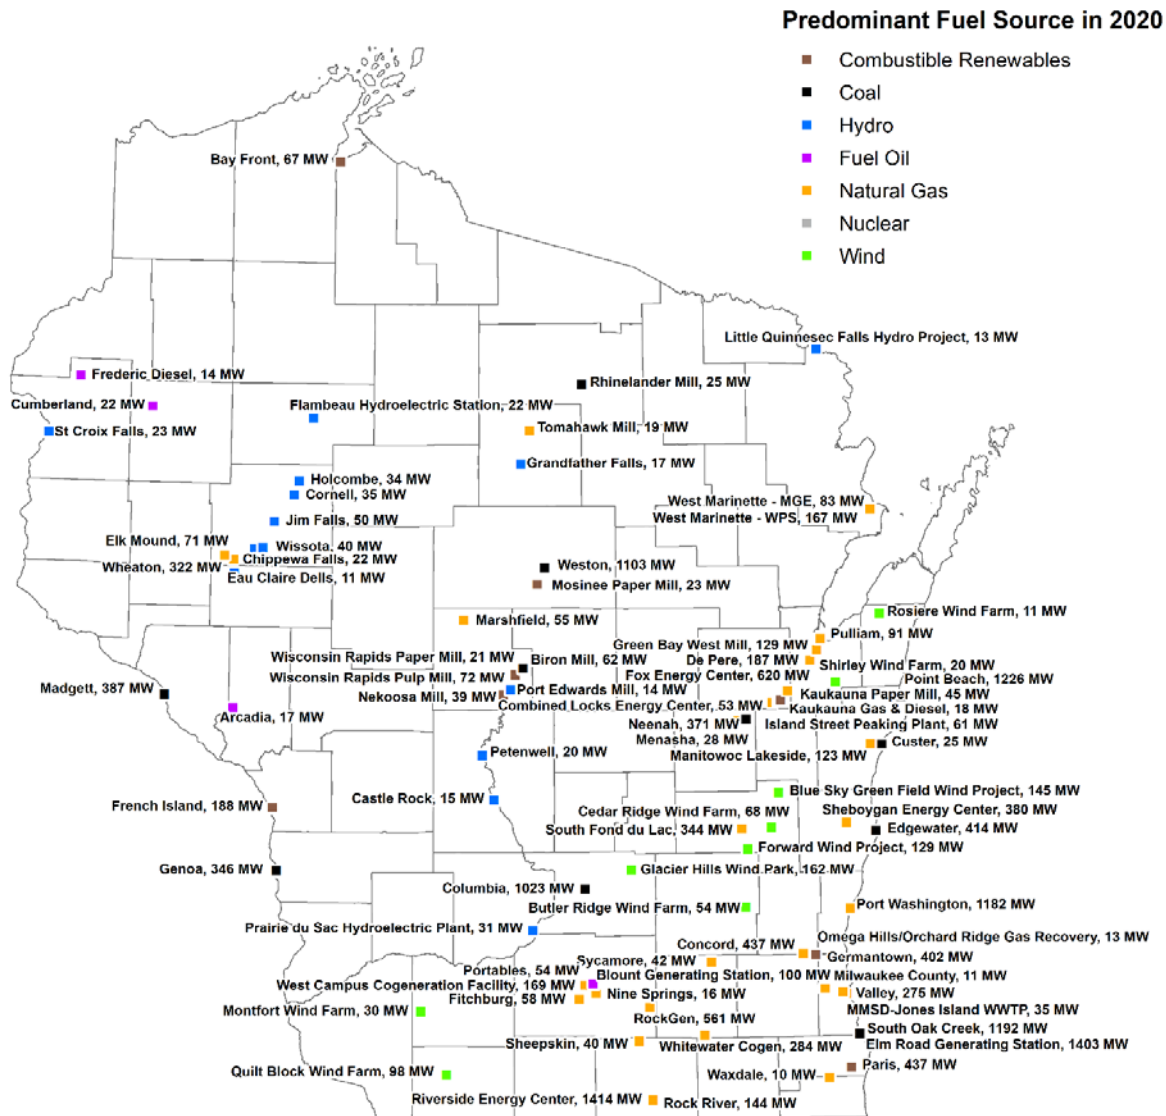 Predominant Fuel Source in 2020
Combustible Renewables
Coal
Hydro
Fuel Oil
Natural Gas
Nuclear
Wind
Bay Front, 67 MW
Little Quinnesec Falls Hydro Project, 13 MW
Frederic Diesel, 14 MW
Rhinelander Mill, 25 MW
Cumberland, 22 MW
Flambeau Hydroelectric Station, 22 MW
St Croix Falls, 23 MW
Tomahawk Mill, 19 MW
Grandfather Falls, 17 MW
Holcombe, 34 MW
Cornell, 35 MW
West Marinette - MGE, 83 MW
West Marinette - WPS, 167 MW
Jim Falls, 50 MW
Elk Mound, 71 MW
Wissota, 40 MW
Chippewa Falls, 22 MW
Wheaton, 322 MW
Eau Claire Dells, 11 MW
Weston, 1103 MW
Mosinee Paper Mill, 23 MW
Rosiere Wind Farm, 11 MW
Marshfield, 55 MW
Pulliam, 91 MW
Green Bay West Mill, 129 MW
Wisconsin Rapids Paper Mill, 21 MW
Biron Mill, 62 MW
De Pere, 187 MW
Shirley Wind Farm, 20 MW
Wisconsin Rapids Pulp Mill, 72 MW
Fox Energy Center, 620 MW
Point Beach, 1226 MW
Madgett, 387 MW
Nekoosa Mill, 39 MW
Port Edwards Mill, 14 MW
Kaukauna Paper Mill, 45 MW
Combined Locks Energy Center, 53 MW
Kaukauna Gas & Diesel, 18 MW
Arcadia, 17 MW
Neenah, 371 MW
Island Street Peaking Plant, 61 MW
Menasha, 28 MW
Custer, 25 MW
Petenwell, 20 MW
Manitowoc Lakeside, 123 MW
Blue Sky Green Field Wind Project, 145 MW
Castle Rock, 15 MW
French Island, 188 MW
Cedar Ridge Wind Farm, 68 MW
Sheboygan Energy Center, 380 MW
South Fond du Lac, 344 MW
Edgewater, 414 MW
Forward Wind Project, 129 MW
Genoa, 346 MW
Glacier Hills Wind Park, 162 MW
Columbia, 1023 MW
Butler Ridge Wind Farm, 54 MW
Port Washington, 1182 MW
Prairie du Sac Hydroelectric Plant, 31 MW
Omega Hills/Orchard Ridge Gas Recovery, 13 MW
Concord, 437 MW
Germantown, 402 MW
Sycamore, 42 MW
Portables, 54 MW
Blount Generating Station, 100 MW
Milwaukee County, 11 MW
West Campus Cogeneration Facility, 169 MW
Valley, 275 MW
Fitchburg, 58 MW
Nine Springs, 16 MW
Montfort Wind Farm, 30 MW
MMSD-Jones Island WWTP, 35 MW
RockGen, 561 MW
South Oak Creek, 1192 MW
Sheepskin, 40 MW
Whitewater Cogen, 284 MW
Elm Road Generating Station, 1403 MW
Paris, 437 MW
Quilt Block Wind Farm, 98 MW
Waxdale, 10 MW
Riverside Energy Center, 1414 MW
Rock River, 144 MW